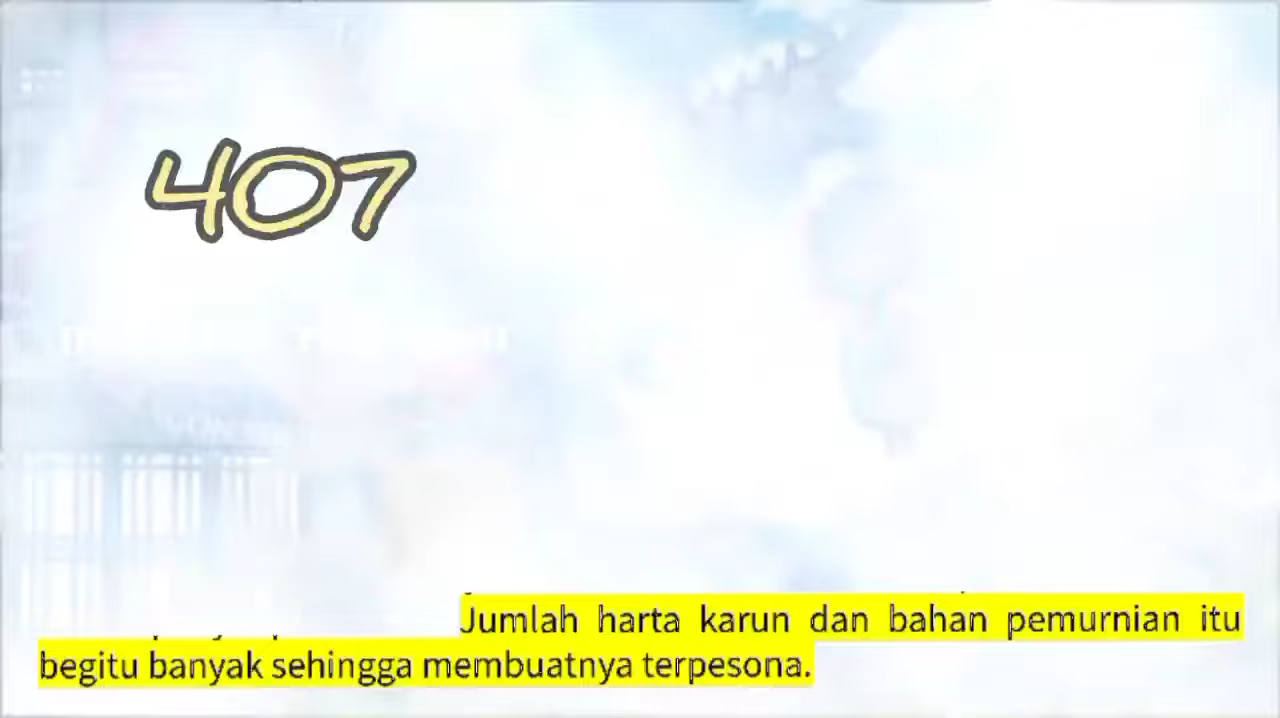 407
Jumlah harta karun dan bahan pemurnian itu
begitu banyak sehingga membuatnya terpesona.